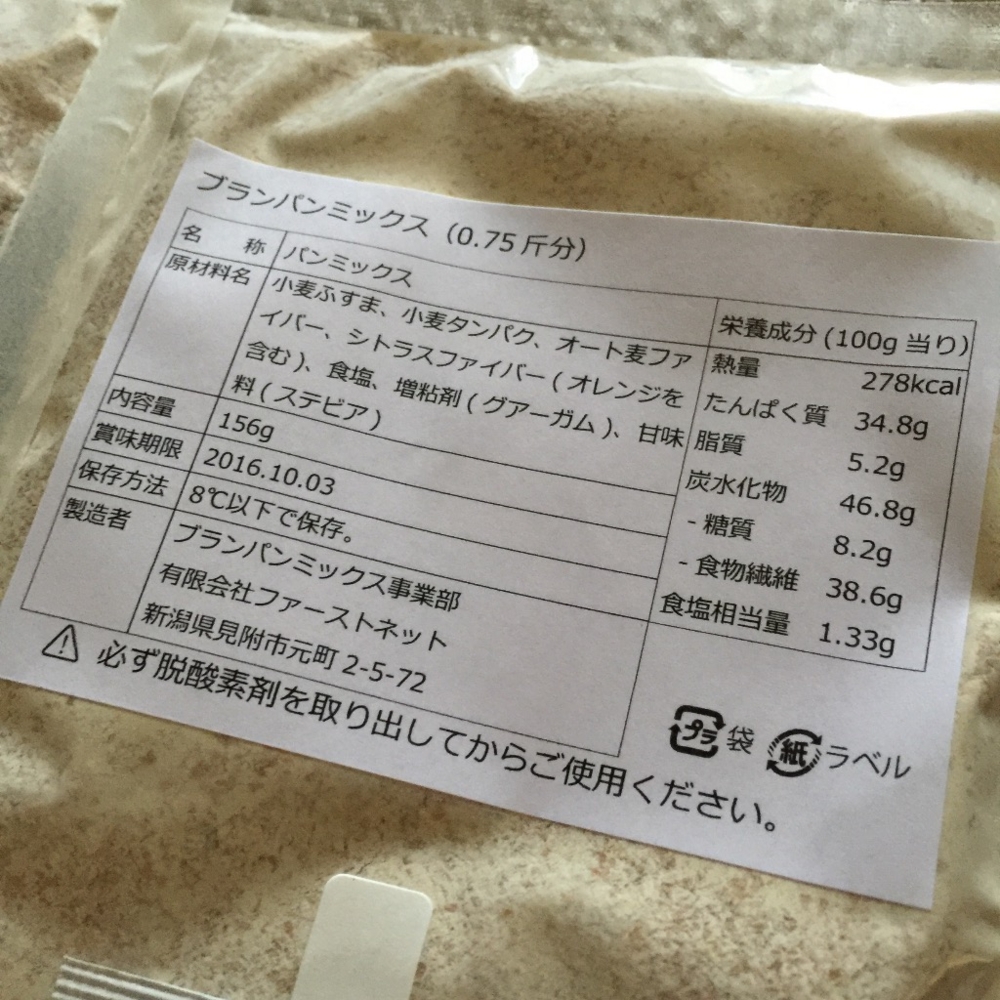 ブランパンミックス（0.75 斤分）
名　称 パンミックス
原材料名 小麦ふすま、小麦タンパク、オート麦ファ
イバー、シトラスファイバー ( オレンジを
含む )、食塩、増粘剤 ( グアーガム )、甘味
料 ( ステビア )
内容量 156g
賞味期限 2016.10.03
保存方法 8℃以下で保存。
製造者 ブランパンミックス事業部
有限会社ファーストネット
新潟県見附市元町 2-5-72
栄養成分 (100g 当り)
熱量 278kcal
たんぱく質 34.8g
脂質 5.2g
炭水化物 46.8g
- 糖質 8.2g
- 食物繊維 38.6g
食塩相当量 1.33g
プラ 袋 紙 ラベル
⚠ 必ず脱酸素剤を取り出してからご使用ください。